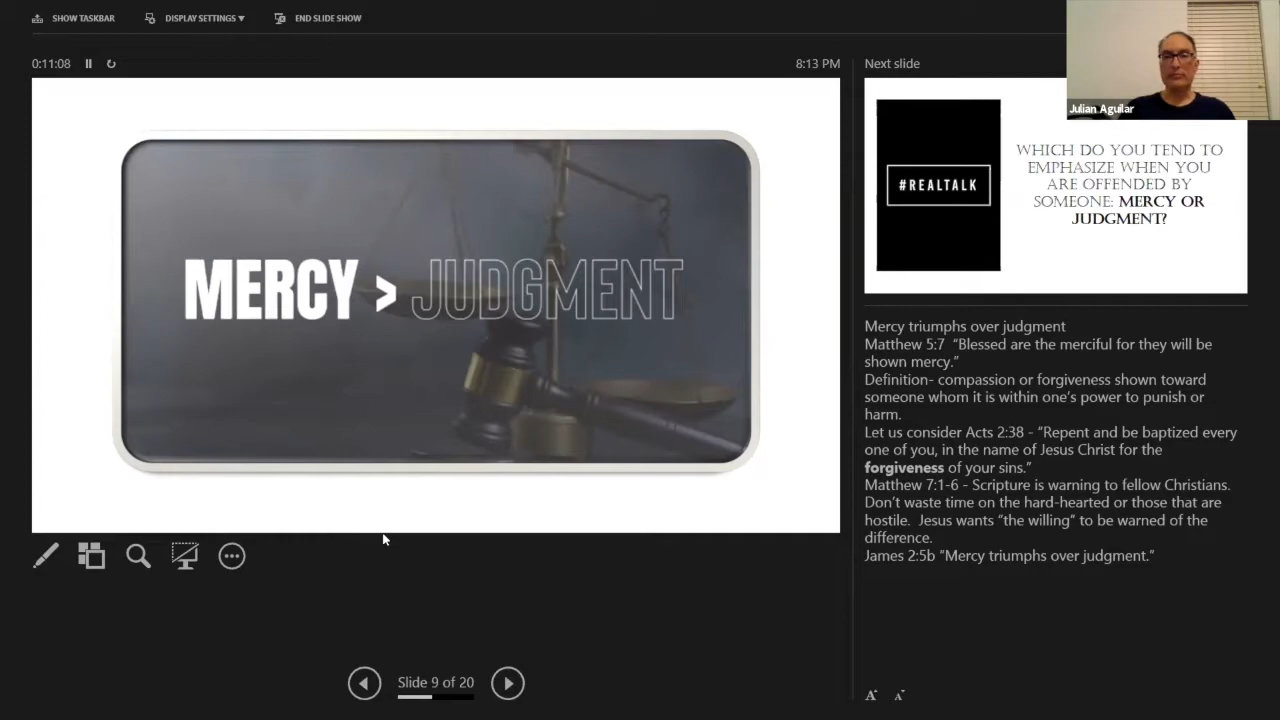 SHOW TASKBAR
DISPLAY SETTINGS ▼
END SLIDE SHOW
0:11:08
8:13 PM
MERCY > JUDGMENT
Slide 9 of 20
Next slide
Julian Aguilar
#REALTALK
WHICH DO YOU TEND TO
EMPHASIZE WHEN YOU
ARE OFFENDED BY
SOMEONE: MERCY OR
JUDGMENT?
Mercy triumphs over judgment
Matthew 5:7 “Blessed are the merciful for they will be
shown mercy.”
Definition- compassion or forgiveness shown toward
someone whom it is within one’s power to punish or
harm.
Let us consider Acts 2:38 - “Repent and be baptized every
one of you, in the name of Jesus Christ for the
forgiveness of your sins.”
Matthew 7:1-6 - Scripture is warning to fellow Christians.
Don’t waste time on the hard-hearted or those that are
hostile. Jesus wants “the willing” to be warned of the
difference.
James 2:5b “Mercy triumphs over judgment.”
A A